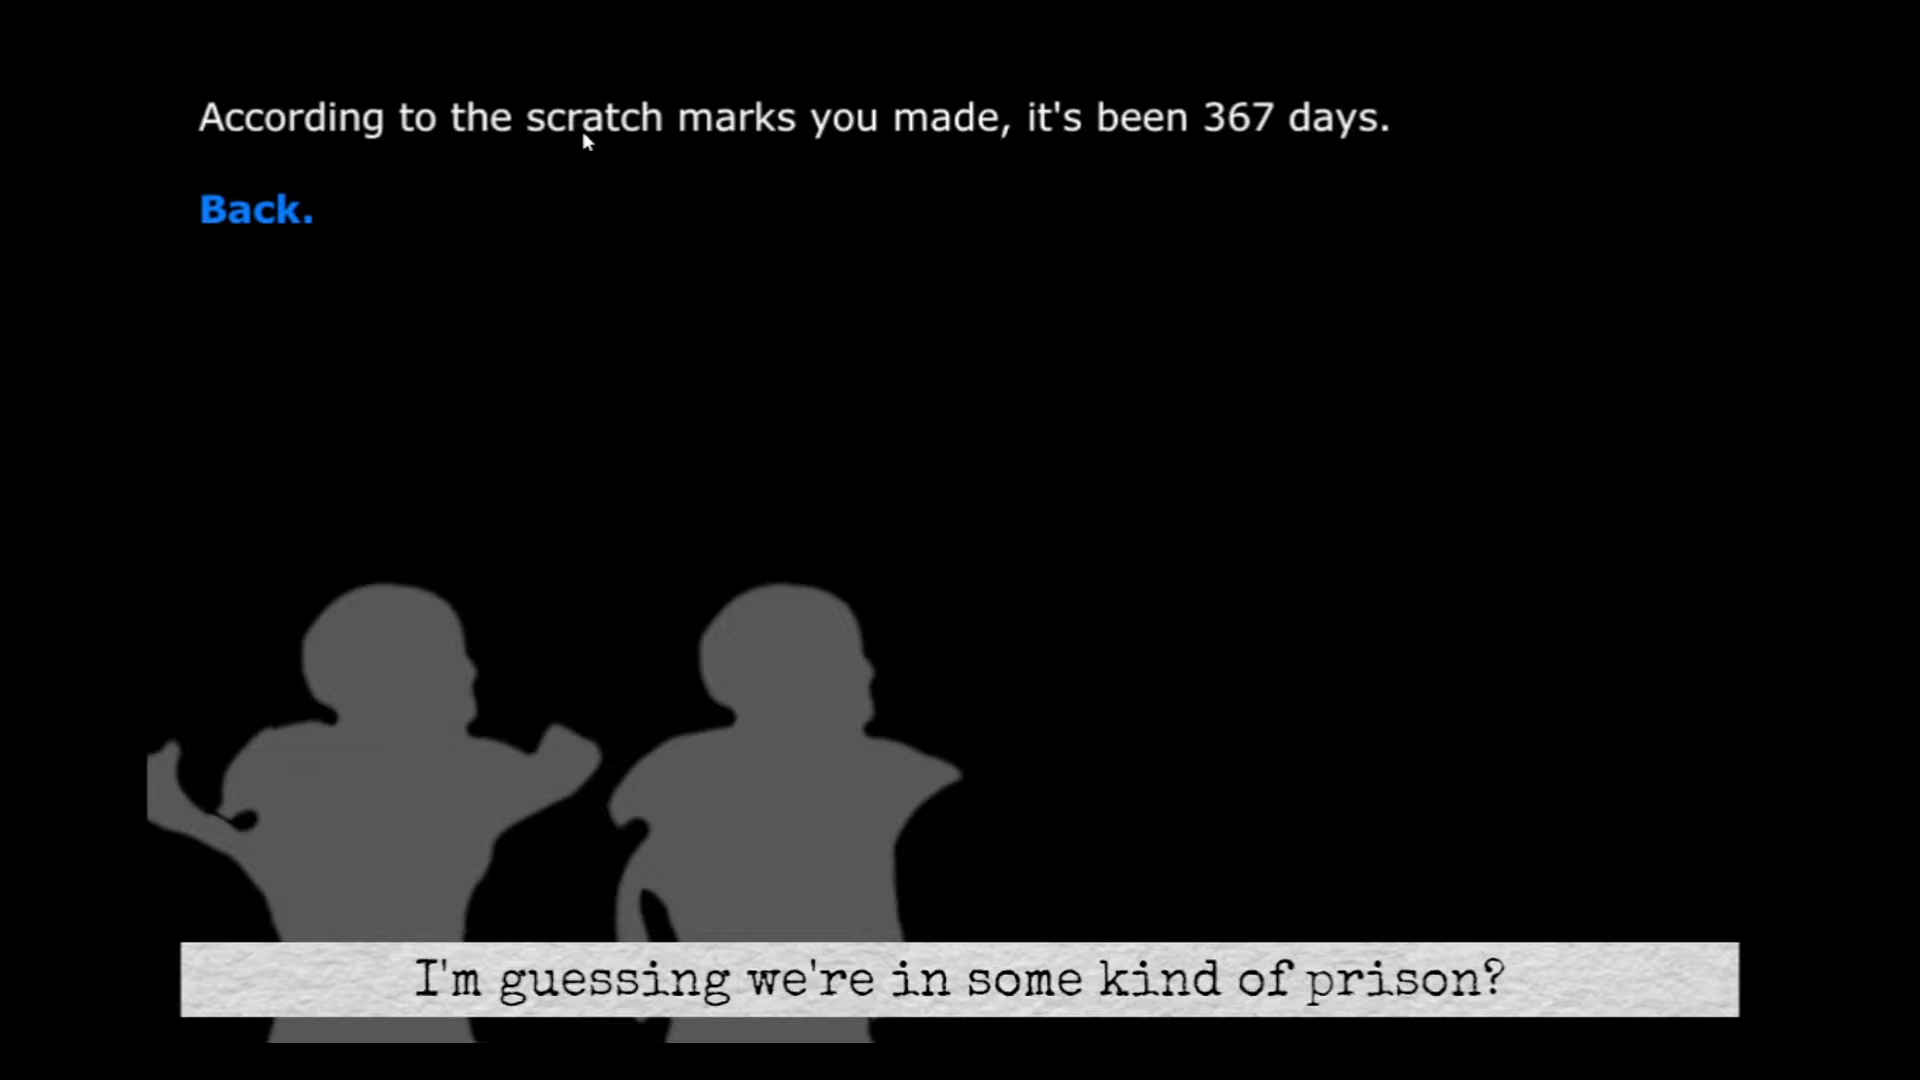 According to the scratch marks you made, it's been 367 days.
Back.
I'm guessing we're in some kind of prison?